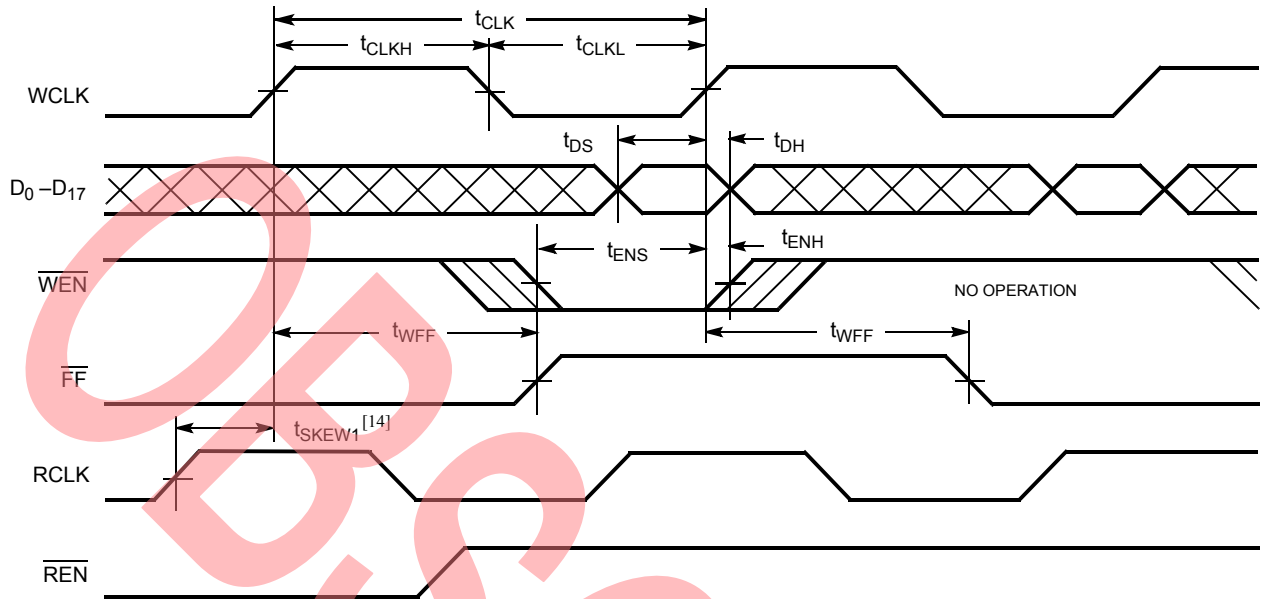 tCLK
tCLKH
tCLKL
WCLK
tDS
tDH
D0 –D17
tENS
tENH
WEN
NO OPERATION
tWFF
tWFF
FF
tSKEW1[14]
RCLK
REN
OBS